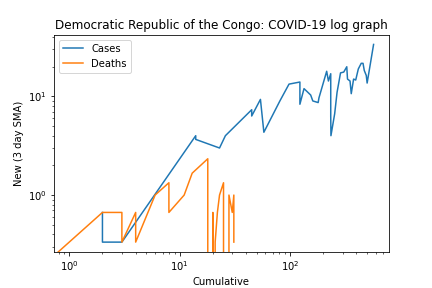 Democratic Republic of the Congo: COVID-19 log graph
Cases
Deaths
New (3 day SMA)
10¹
10⁰
10⁰ 10¹ 10²
Cumulative